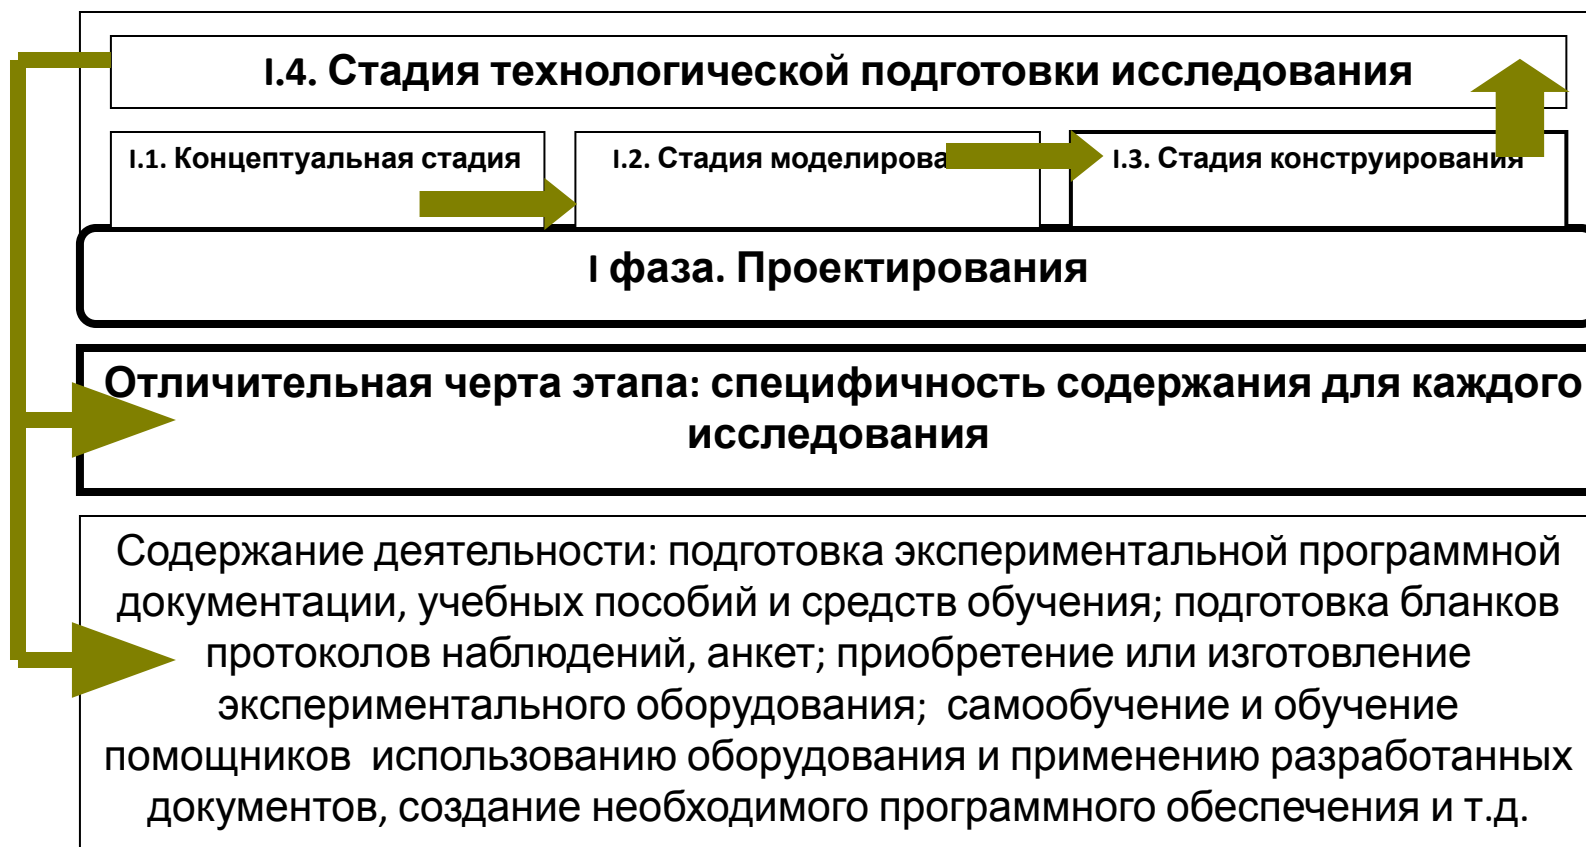 I.4. Стадия технологической подготовки исследования
I.1. Концептуальная стадия
I.2. Стадия моделирова
I.3. Стадия конструирования
I фаза. Проектирования
Отличительная черта этапа: специфичность содержания для каждого
исследования
Содержание деятельности: подготовка экспериментальной программной
документации, учебных пособий и средств обучения; подготовка бланков
протоколов наблюдений, анкет; приобретение или изготовление
экспериментального оборудования; самообучение и обучение
помощников использованию оборудования и применению разработанных
документов, создание необходимого программного обеспечения и т.д.